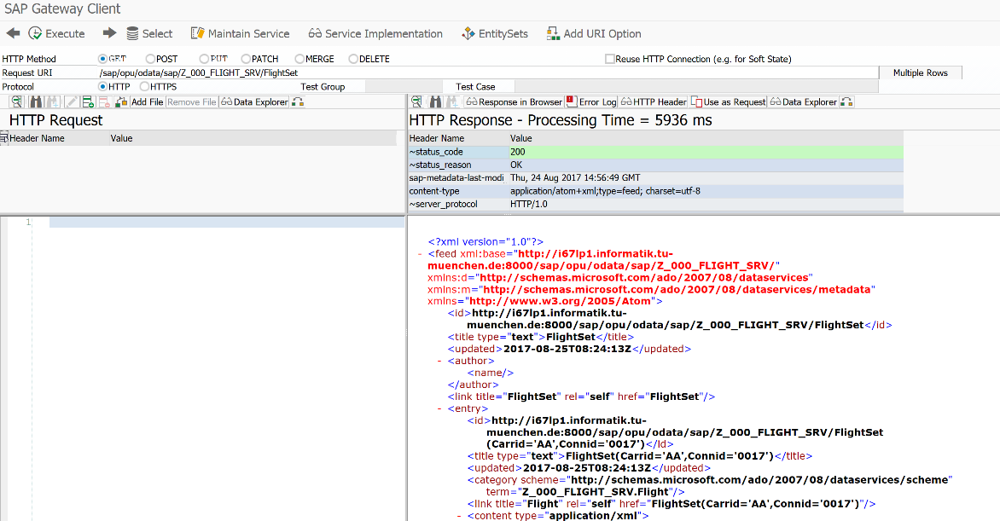 SAP Gateway Client
Execute Select Maintain Service Service Implementation EntitySets Add URI Option
HTTP Method GET POST PUT PATCH MERGE DELETE Reuse HTTP Connection (e.g. for Soft State)
Request URI /sap/opu/odata/sap/Z_000_FLIGHT_SRV/FlightSet Multiple Rows
Protocol HTTP HTTPS Test Group Test Case
Add File Remove File Data Explorer
HTTP Request
Header Name Value
1
Response in Browser Error Log HTTP Header Use as Request Data Explorer
HTTP Response - Processing Time = 5936 ms
Header Name Value
~status_code 200
~status_reason OK
sap-metadata-last-modi Thu, 24 Aug 2017 14:56:49 GMT
content-type application/atom+xml;type=feed; charset=utf-8
~server_protocol HTTP/1.0
<?xml version="1.0"?>
- <feed xml:base="http://i67lp1.informatik.tu-
muenchen.de:8000/sap/opu/odata/sap/Z_000_FLIGHT_SRV/"
xmlns:d="http://schemas.microsoft.com/ado/2007/08/dataservices"
xmlns:m="http://schemas.microsoft.com/ado/2007/08/dataservices/metadata"
xmlns="http://www.w3.org/2005/Atom">
<id>http://i67lp1.informatik.tu-
muenchen.de:8000/sap/opu/odata/sap/Z_000_FLIGHT_SRV/FlightSet</id>
<title type="text">FlightSet</title>
<updated>2017-08-25T08:24:13Z</updated>
- <author>
<name/>
</author>
<link title="FlightSet" rel="self" href="FlightSet"/>
- <entry>
<id>http://i67lp1.informatik.tu-
muenchen.de:8000/sap/opu/odata/sap/Z_000_FLIGHT_SRV/FlightSet
(Carrid='AA',Connid='0017')</id>
<title type="text">FlightSet(Carrid='AA',Connid='0017')</title>
<updated>2017-08-25T08:24:13Z</updated>
<category scheme="http://schemas.microsoft.com/ado/2007/08/dataservices/scheme"
term="Z_000_FLIGHT_SRV.Flight"/>
<link title="Flight" rel="self" href="FlightSet(Carrid='AA',Connid='0017')"/>
- <content type="application/xml">